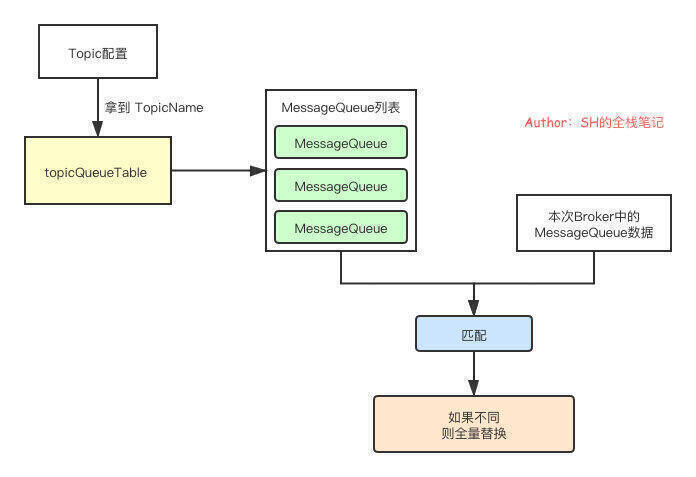 Topic配置
拿到 TopicName
topicQueueTable
MessageQueue列表
MessageQueue
MessageQueue
MessageQueue
Author：SH的全栈笔记
本次Broker中的
MessageQueue数据
匹配
如果不同
则全量替换